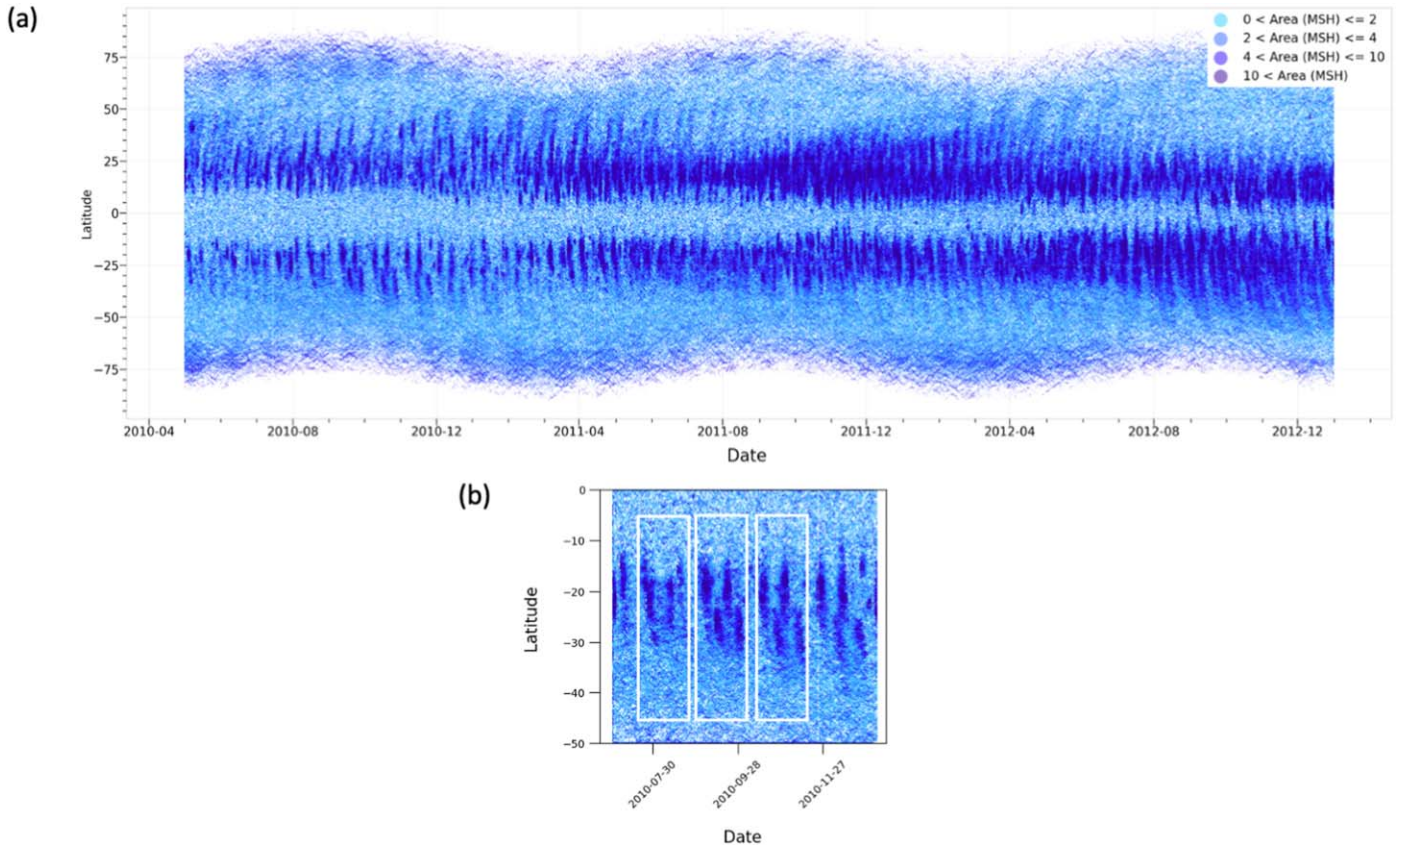 (a)
0 < Area (MSH) <= 2
2 < Area (MSH) <= 4
4 < Area (MSH) <= 10
10 < Area (MSH)
75
50
25
0
−25
−50
−75
Latitude
2010-04 2010-08 2010-12 2011-04 2011-08 2011-12 2012-04 2012-08 2012-12
Date
(b)
0
−10
−20
−30
−40
−50
Latitude
2010-07-30 2010-09-28 2010-11-27
Date